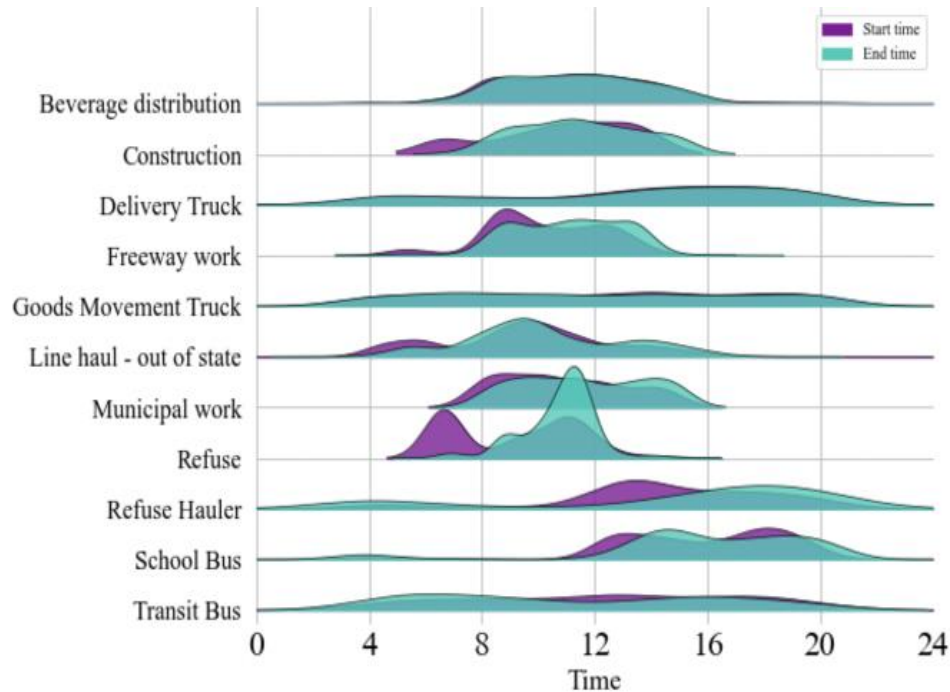 Start time
End time
Beverage distribution
Construction
Delivery Truck
Freeway work
Goods Movement Truck
Line haul - out of state
Municipal work
Refuse
Refuse Hauler
School Bus
Transit Bus
0 4 8 12 16 20 24
Time